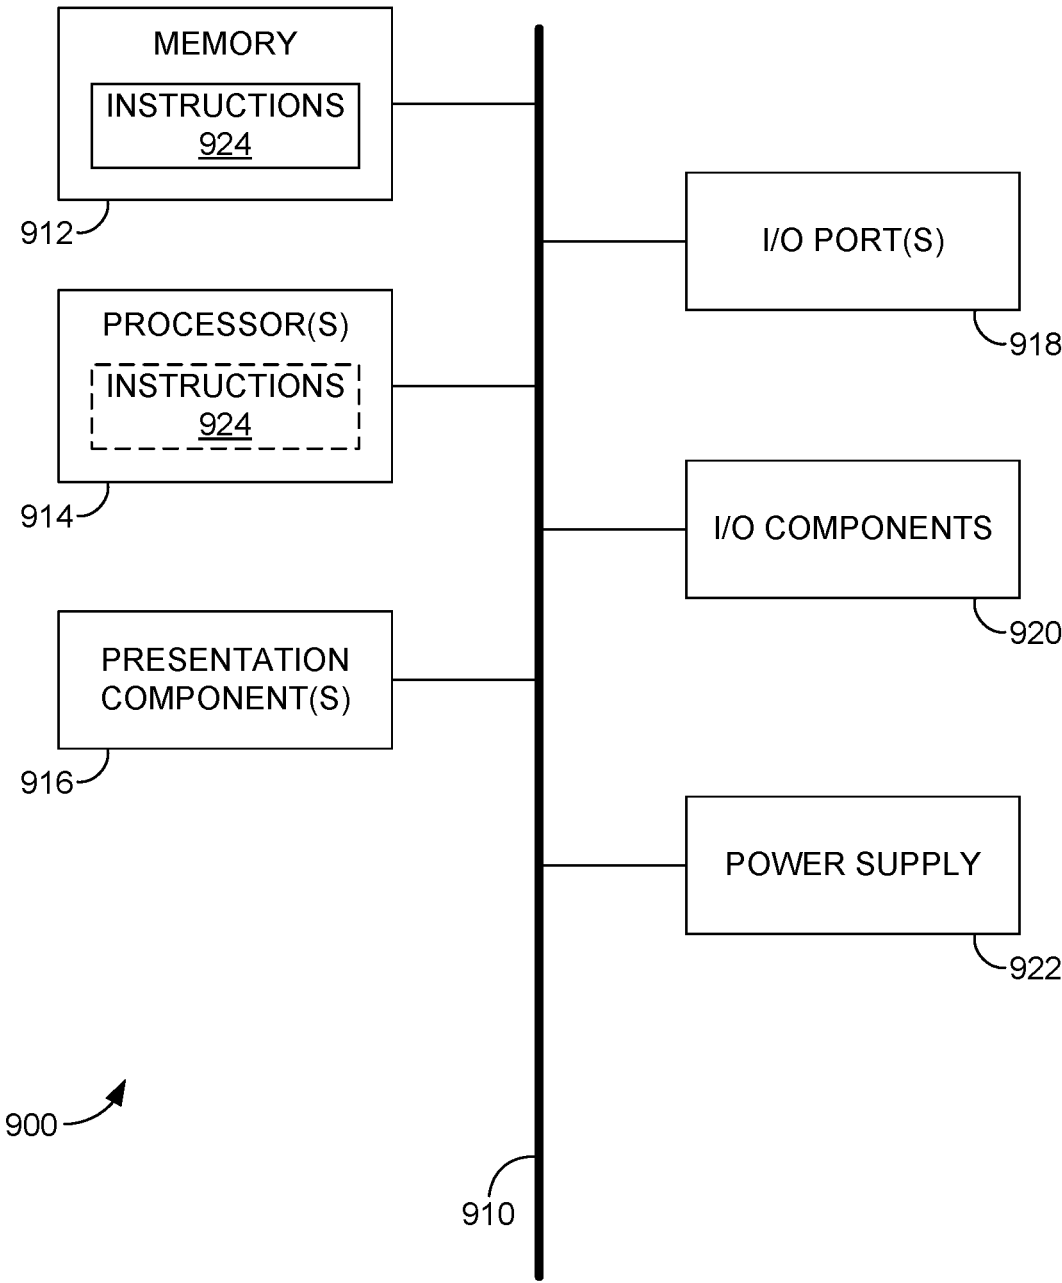 MEMORY
INSTRUCTIONS
924
912
PROCESSOR(S)
INSTRUCTIONS
924
914
PRESENTATION
COMPONENT(S)
916
I/O PORT(S)
918
I/O COMPONENTS
920
POWER SUPPLY
922
900
910